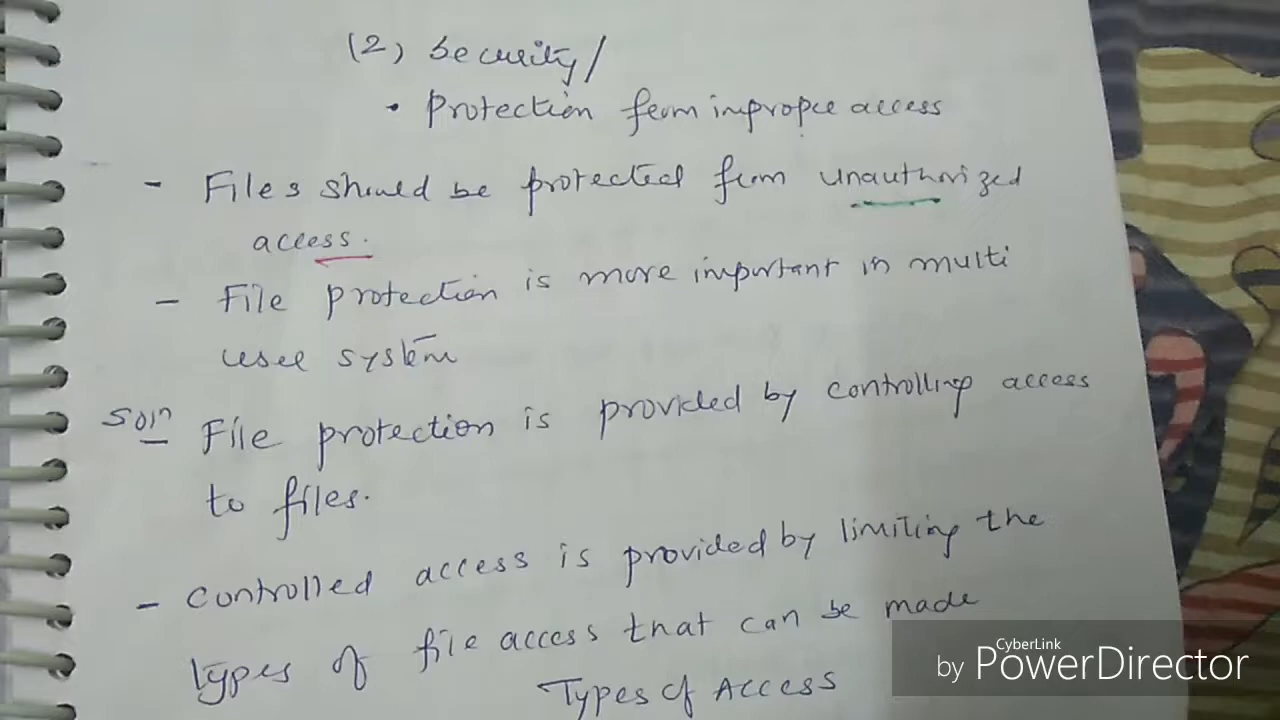 (2) Security/
• Protection from improper access
- Files should be protected from unauthorized
access.
- File protection is more important in multi
user system
Soln File protection is provided by controlling access
to files.
- Controlled access is provided by limiting the
types of file access that can be made
Types of Access
CyberLink
by PowerDirector